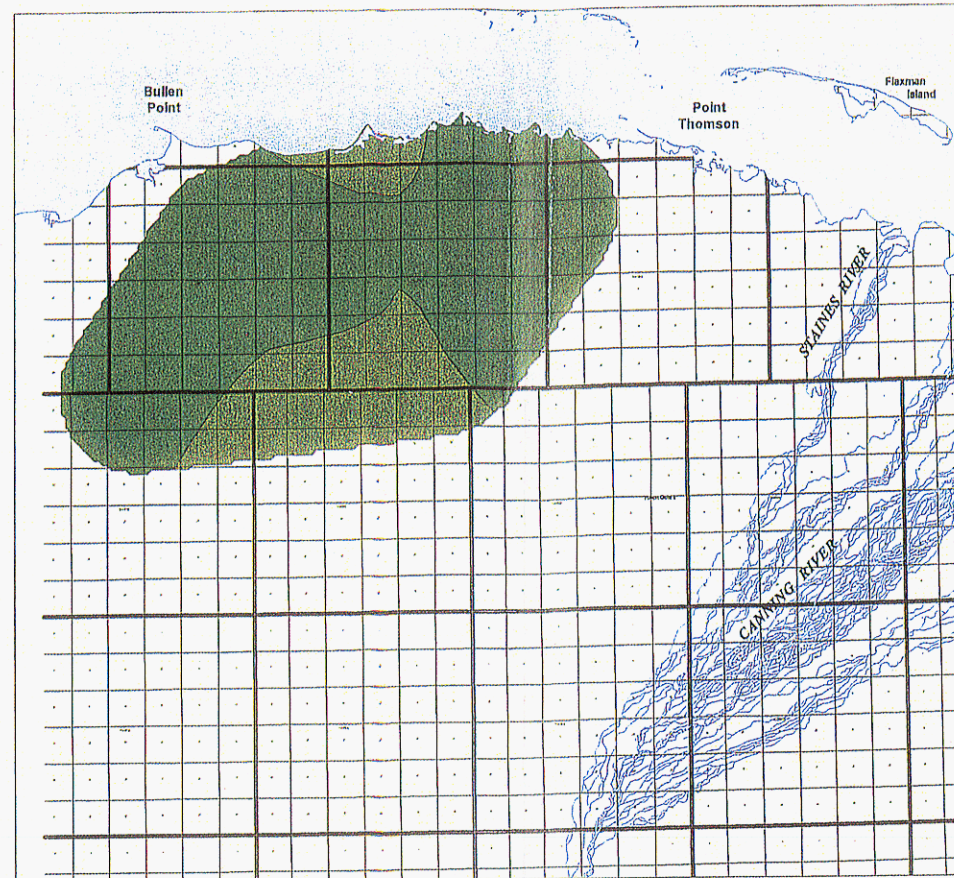 Bullen
Point
Flaxman
Island
Point
Thomson
STAINES RIVER
CANNING RIVER